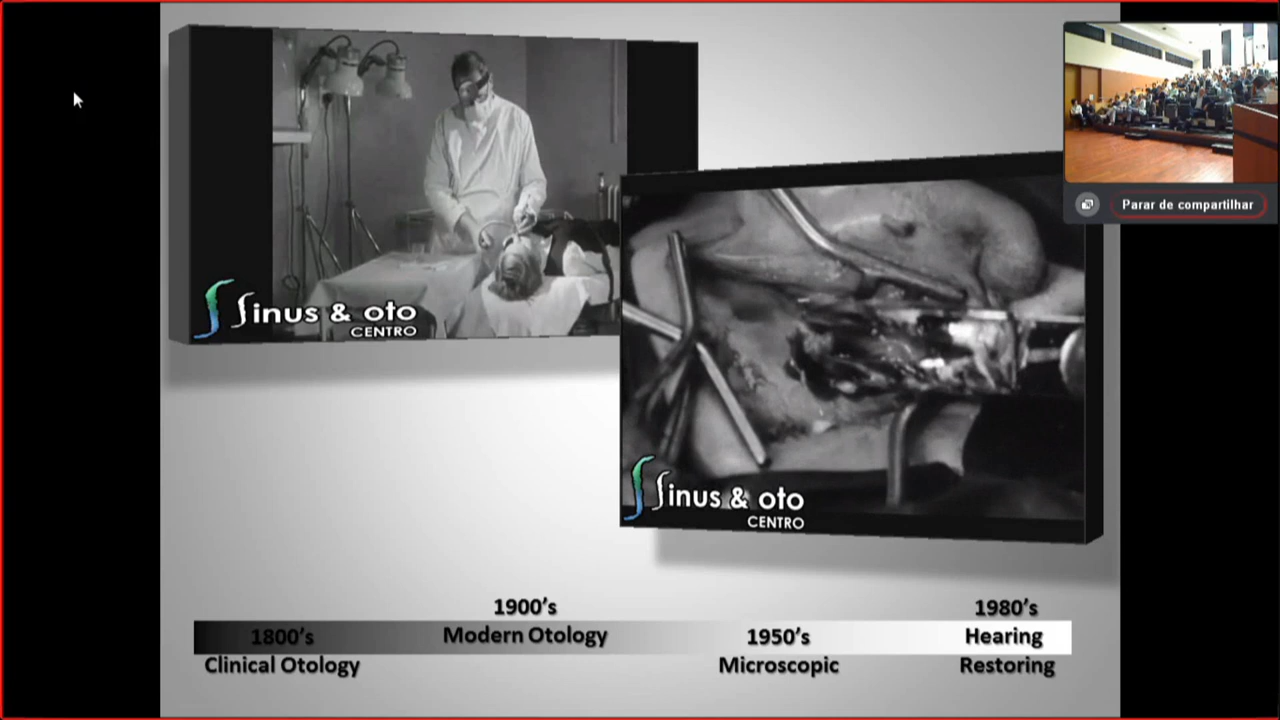 Sinus & oto
CENTRO
Parar de compartilhar
Sinus & oto
CENTRO
1800's
Clinical Otology
1900's
Modern Otology
1950's
Microscopic
1980's
Hearing
Restoring